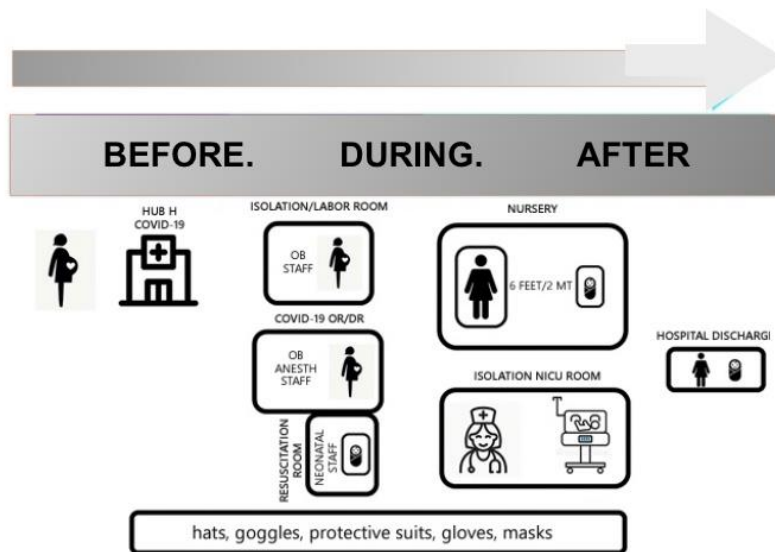 BEFORE. DURING. AFTER
HUB H
COVID-19
ISOLATION/LABOR ROOM
OB
STAFF
COVID-19 OR/DR
OB
ANESTH
STAFF
RESUSCITATION
ROOM
NEONATAL
STAFF
NURSERY
6 FEET/2 MT
ISOLATION NICU ROOM
HOSPITAL DISCHARGI
hats, goggles, protective suits, gloves, masks